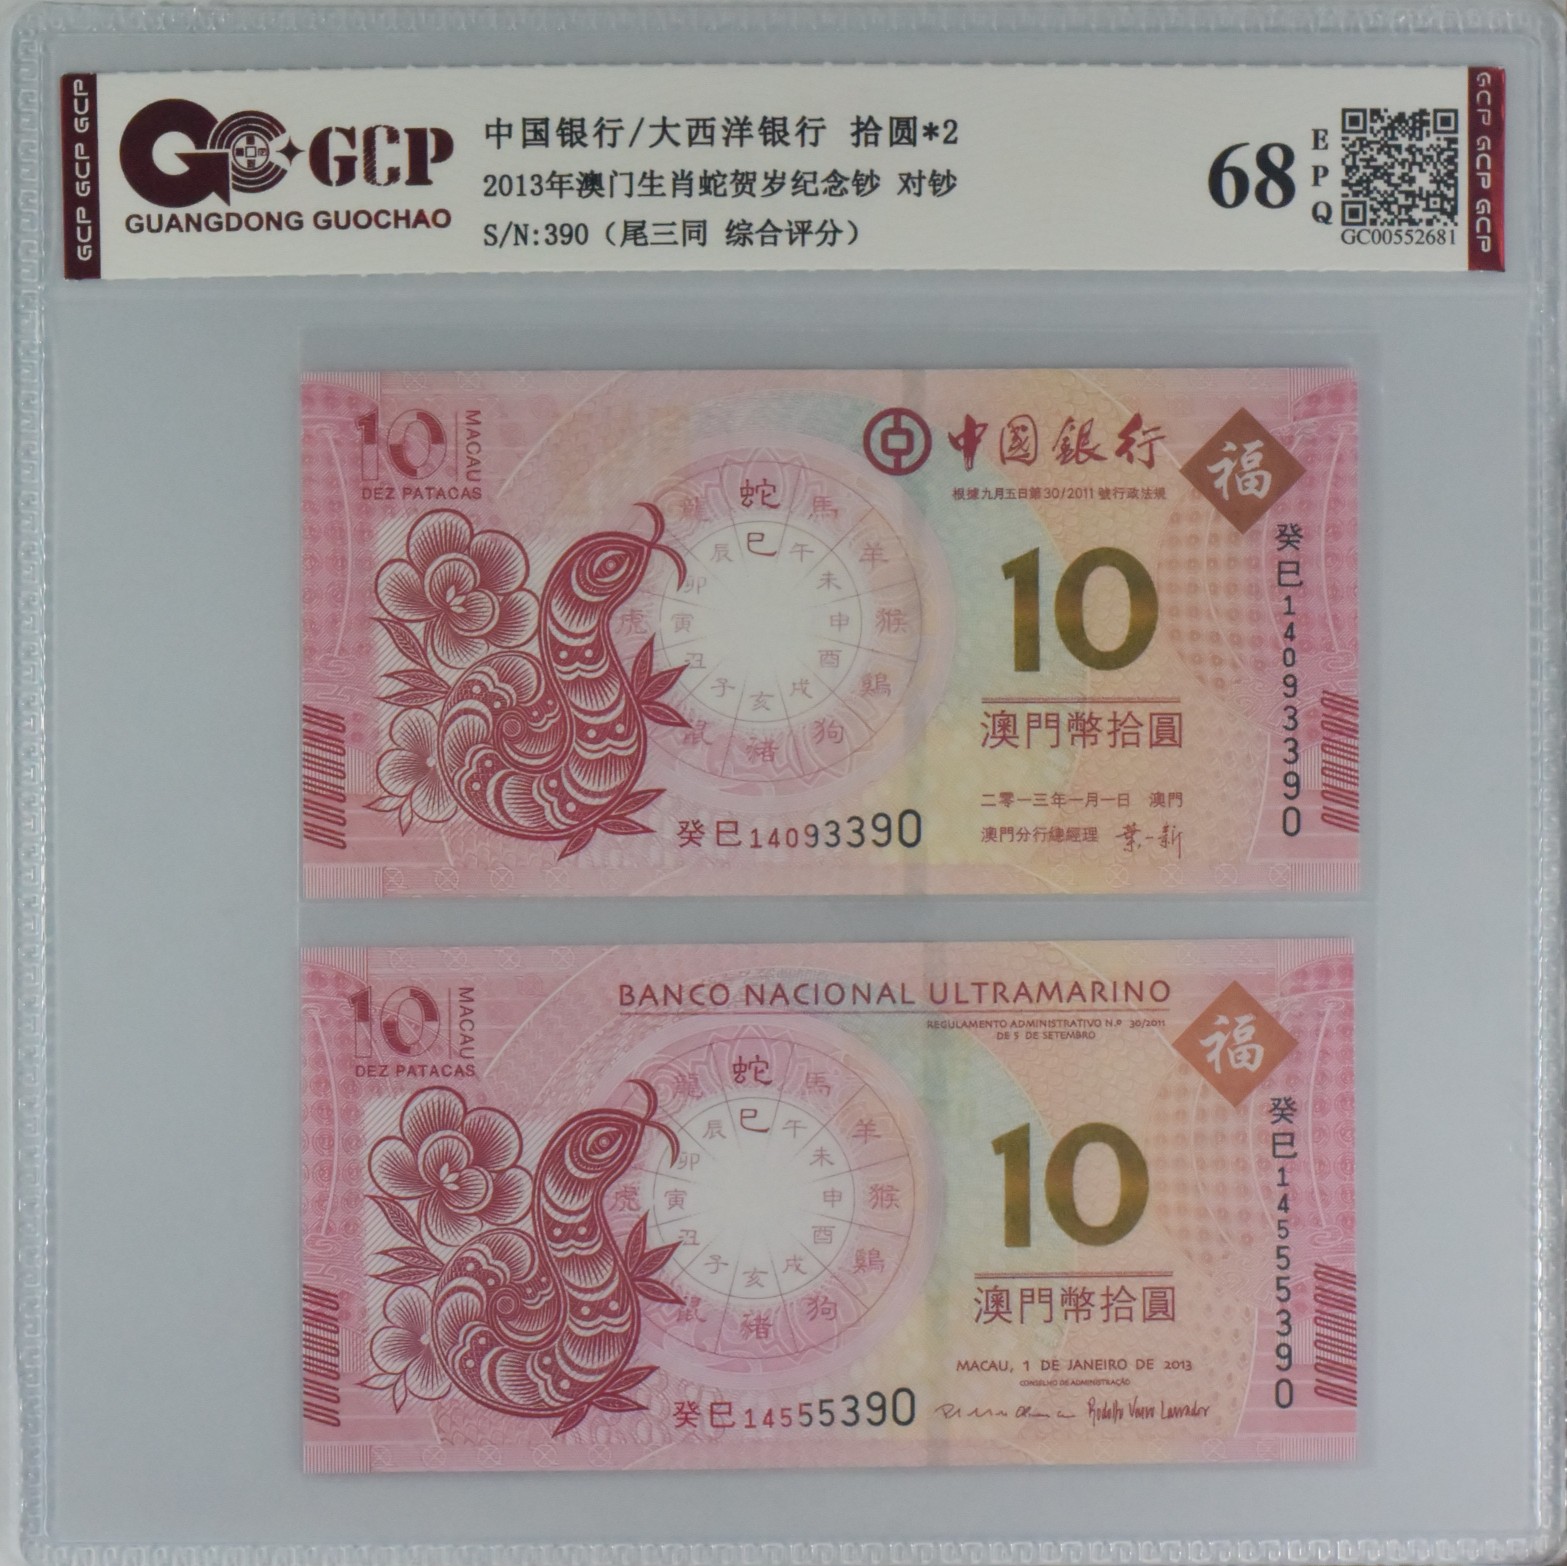 GCP GCP GCP
GCP
GUANGDONG GUOCHAO
中国银行/大西洋银行 拾圆*2
2013年澳门生肖蛇贺岁纪念钞 对钞
S/N:390（尾三同 综合评分）
68
EPQ
GC00552681
GCP GCP GCP
10
MACAU
DEZ PATACAS
中國銀行
根據九月五日第30/2011號行政法規
福
蛇 馬 羊 猴 鷄 狗 豬 鼠 虎 龍
巳 午 未 申 酉 戌 亥 子 丑 寅 卯 辰
10
澳門幣拾圓
二零一三年一月一日 澳門
澳門分行總經理 葉一新
癸巳14093390
癸巳14093390
10
MACAU
DEZ PATACAS
BANCO NACIONAL ULTRAMARINO
REGULAMENTO ADMINISTRATIVO N.º 30/2011
DE 5 DE SETEMBRO
福
蛇 馬 羊 猴 鷄 狗 豬 鼠 虎 龍
巳 午 未 申 酉 戌 亥 子 丑 寅 卯 辰
10
澳門幣拾圓
MACAU, 1 DE JANEIRO DE 2013
CONSELHO DE ADMINISTRAÇÃO
癸巳14555390
癸巳14555390